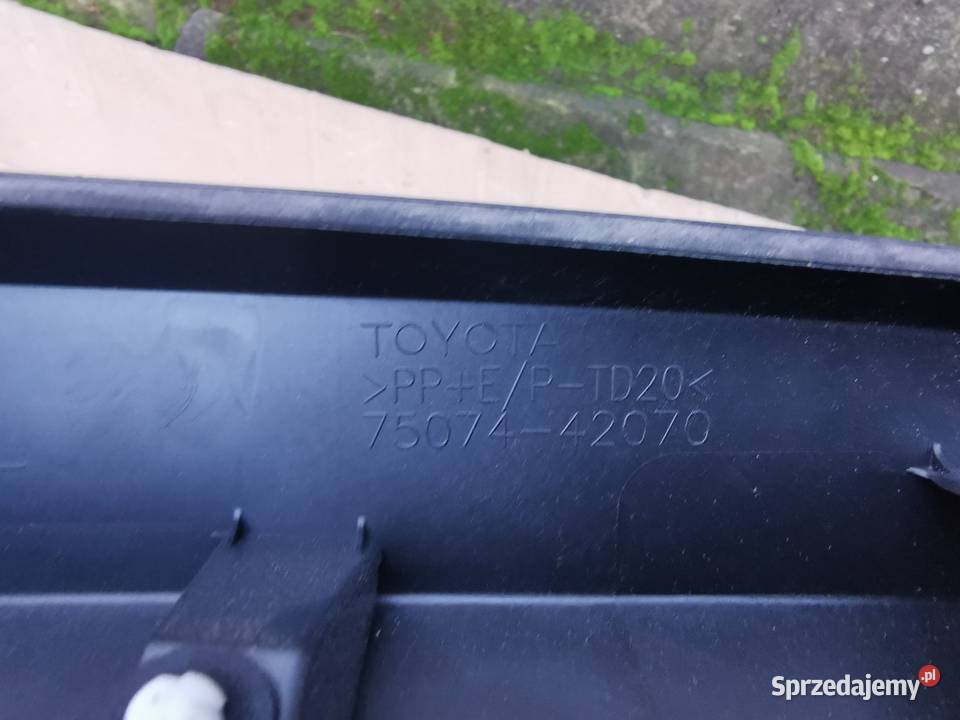 TOYOTA
>PP+E/P-TD20<
75074-42070
Sprzedajemy.pl